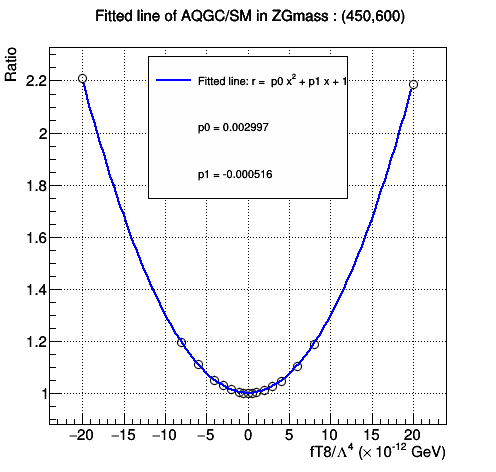 Fitted line of AQGC/SM in ZGmass : (450,600)
Ratio
Fitted line: r = p0 x² + p1 x + 1
p0 = 0.002997
p1 = -0.000516
2.2
2
1.8
1.6
1.4
1.2
1
−20 −15 −10 −5 0 5 10 15 20
fT8/Λ⁴ (× 10⁻¹² GeV)